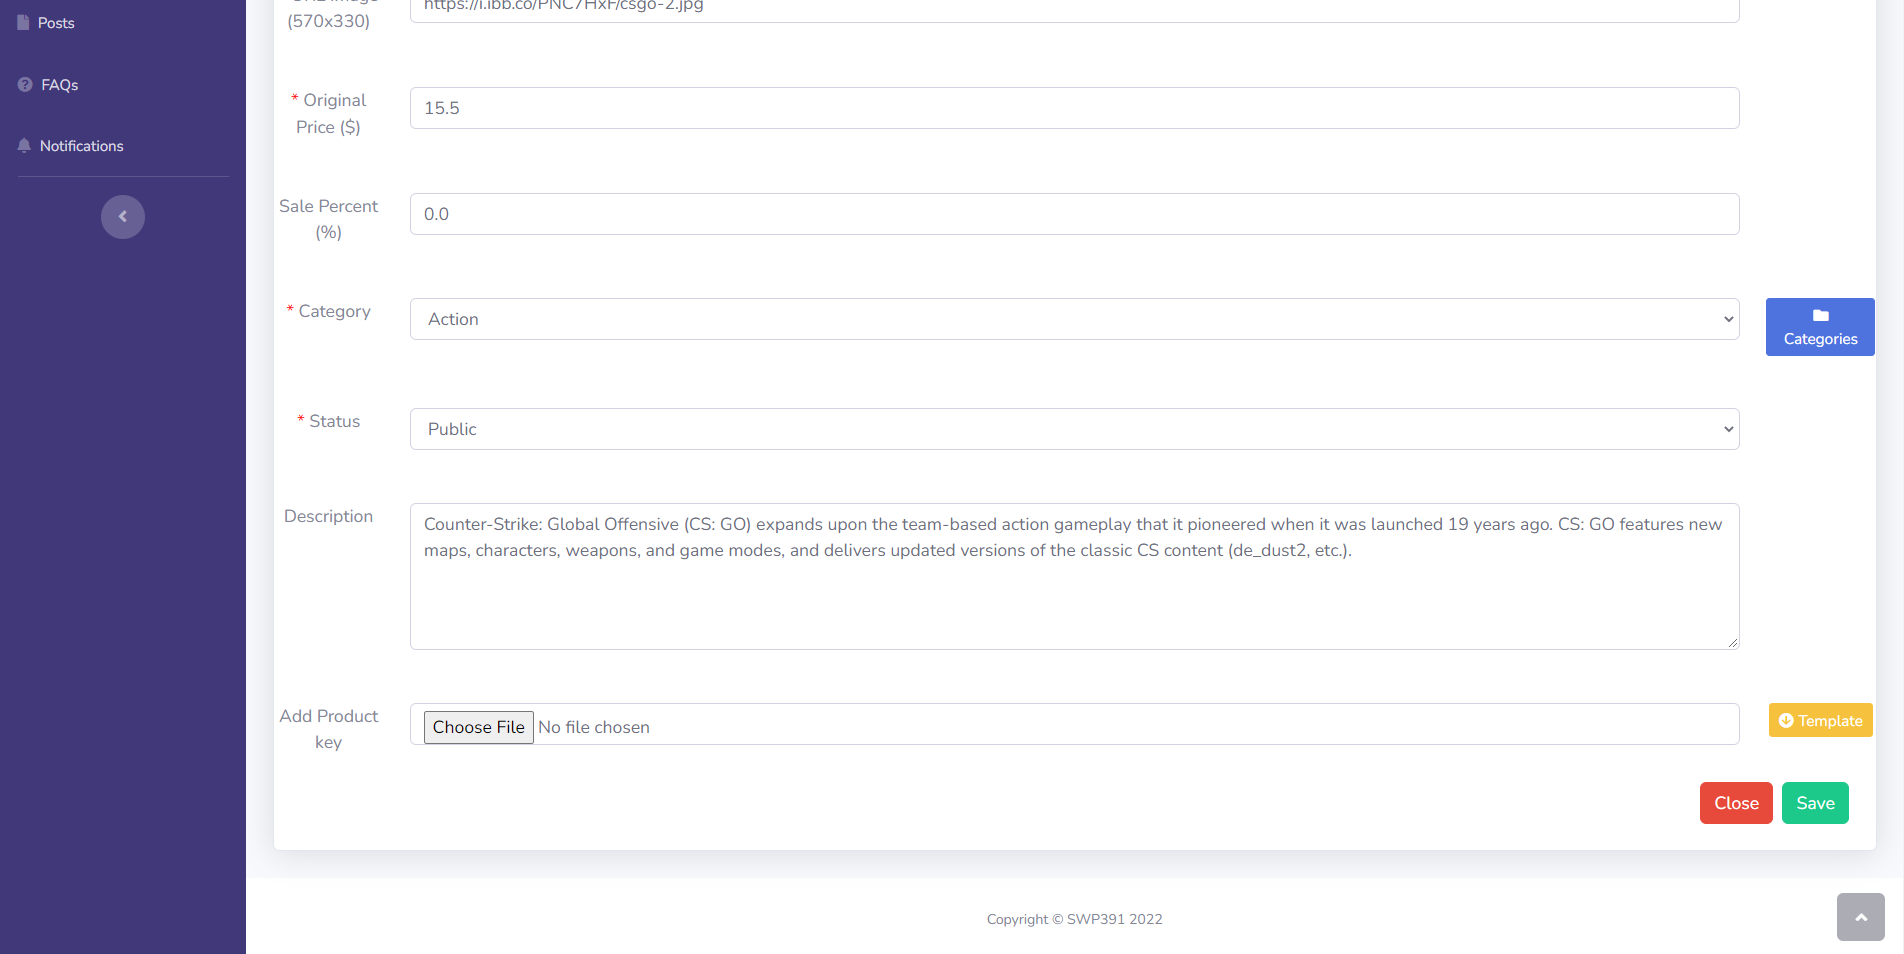 Posts
FAQs
Notifications
(570x330)
https://i.ibb.co/PNC7HxF/csgo-2.jpg
* Original
Price ($)
15.5
Sale Percent
(%)
0.0
* Category
Action
Categories
* Status
Public
Description
Counter-Strike: Global Offensive (CS: GO) expands upon the team-based action gameplay that it pioneered when it was launched 19 years ago. CS: GO features new
maps, characters, weapons, and game modes, and delivers updated versions of the classic CS content (de_dust2, etc.).
Add Product
key
Choose File No file chosen
Template
Close Save
Copyright © SWP391 2022